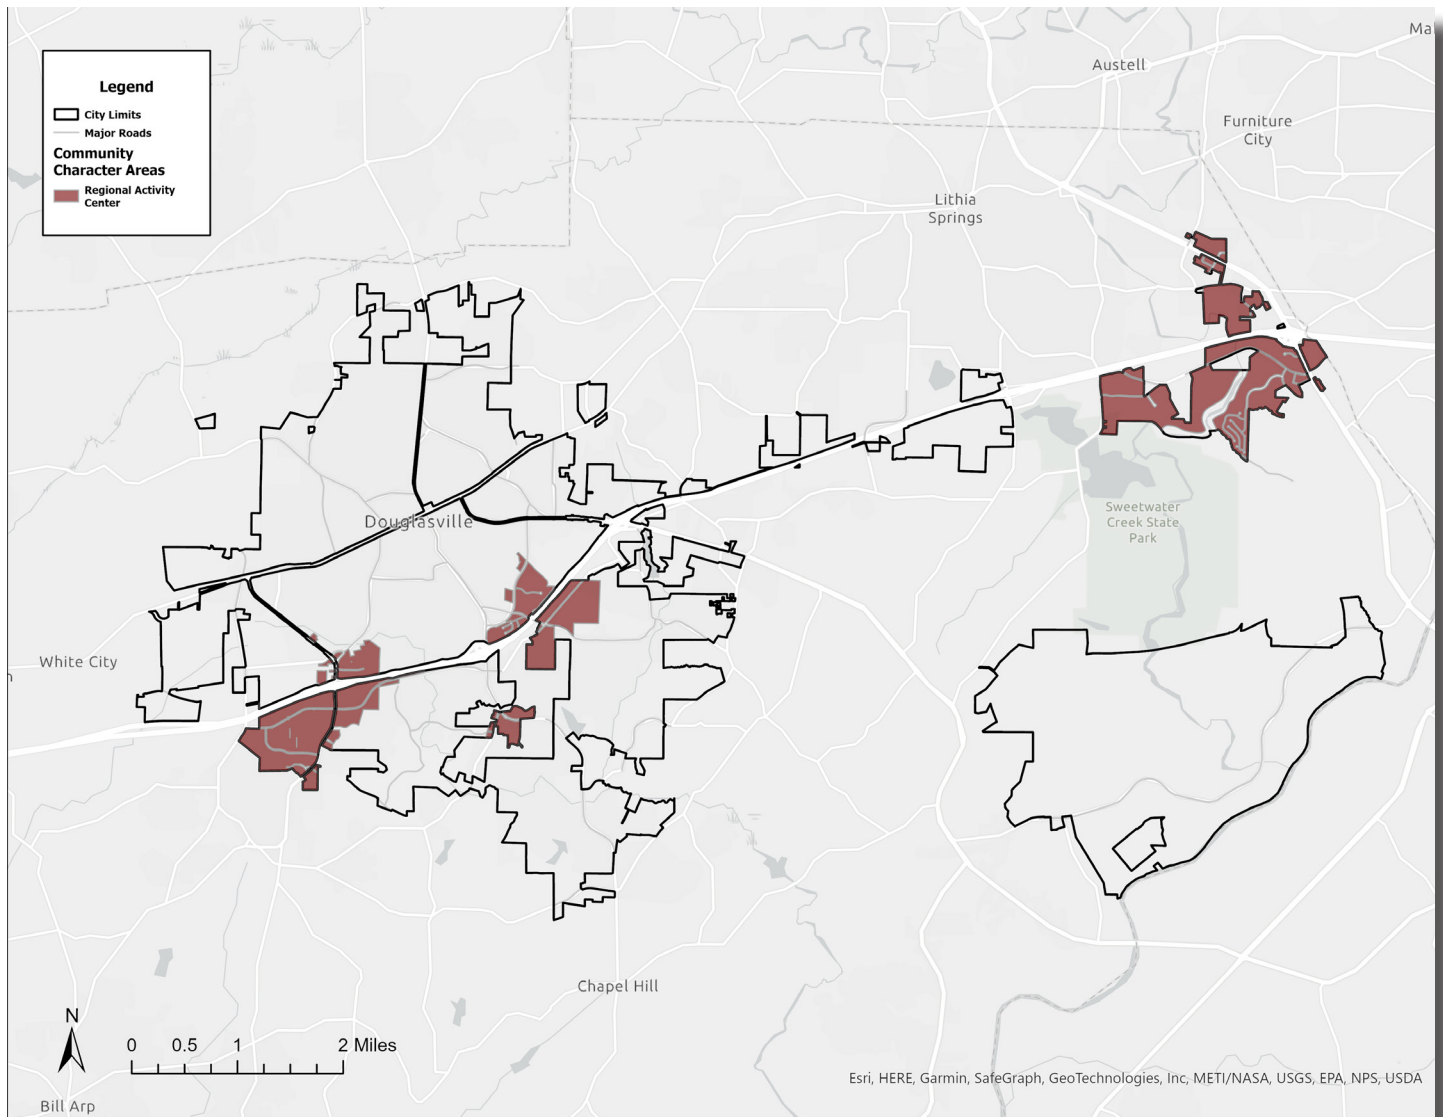 Ma
Austell
Furniture
City
Legend
City Limits
Major Roads
Community
Character Areas
Regional Activity
Center
Lithia
Springs
Douglasville
Sweetwater
Creek State
Park
White City
n
Chapel Hill
N
0 0.5 1 2 Miles
Esri, HERE, Garmin, SafeGraph, GeoTechnologies, Inc, METI/NASA, USGS, EPA, NPS, USDA
Bill Arp